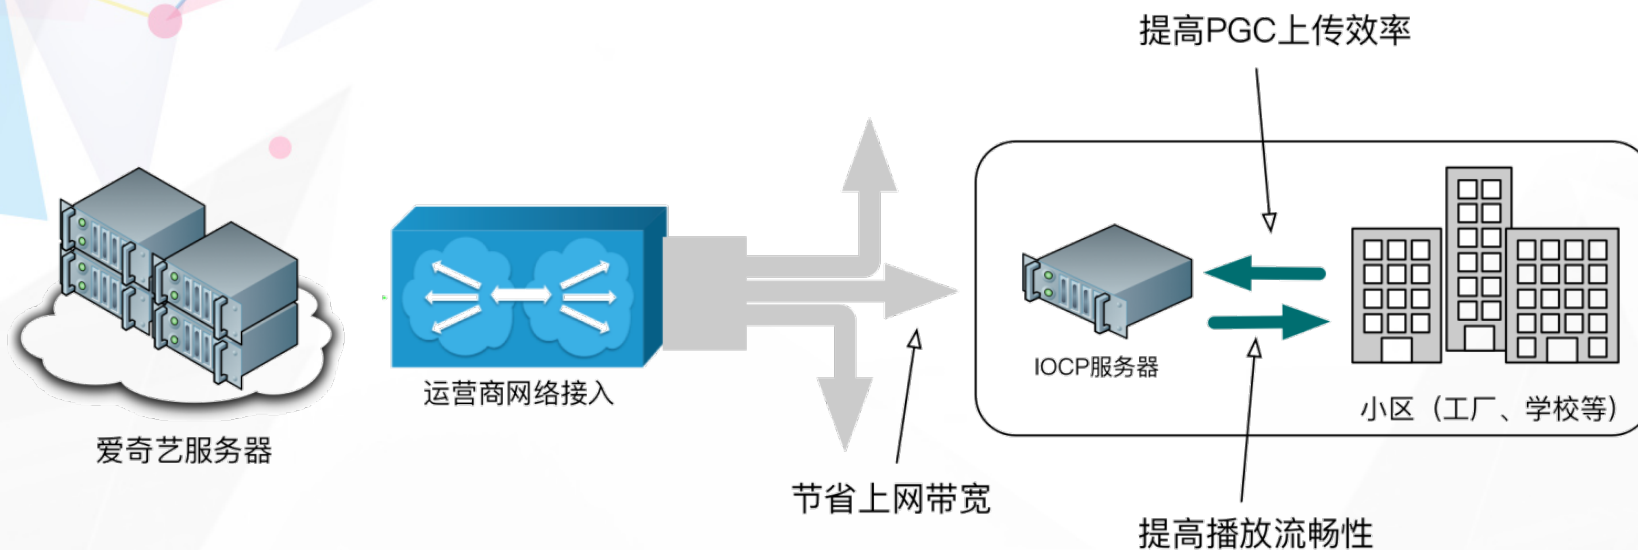 提高PGC上传效率
IOCP服务器
运营商网络接入
小区（工厂、学校等）
爱奇艺服务器
节省上网带宽
提高播放流畅性